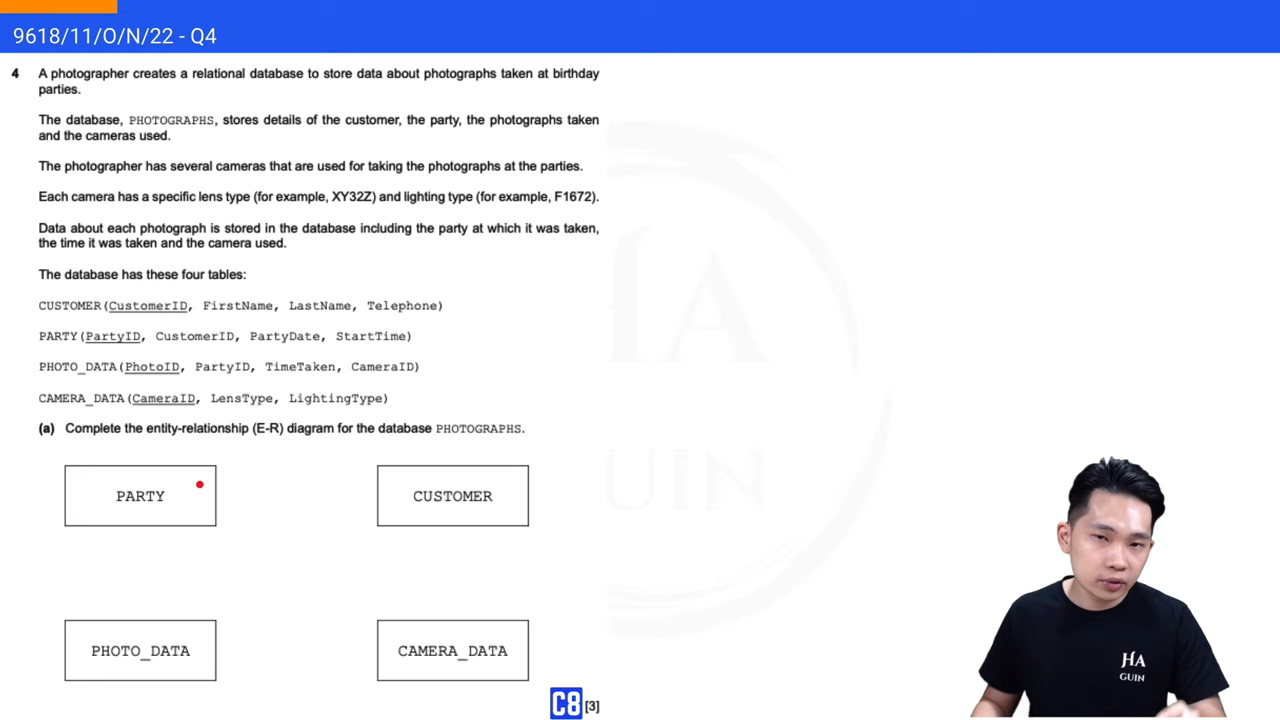 9618/11/O/N/22 - Q4
4 A photographer creates a relational database to store data about photographs taken at birthday
parties.
The database, PHOTOGRAPHS, stores details of the customer, the party, the photographs taken
and the cameras used.
The photographer has several cameras that are used for taking the photographs at the parties.
Each camera has a specific lens type (for example, XY32Z) and lighting type (for example, F1672).
Data about each photograph is stored in the database including the party at which it was taken,
the time it was taken and the camera used.
The database has these four tables:
CUSTOMER(CustomerID, FirstName, LastName, Telephone)
PARTY(PartyID, CustomerID, PartyDate, StartTime)
PHOTO_DATA(PhotoID, PartyID, TimeTaken, CameraID)
CAMERA_DATA(CameraID, LensType, LightingType)
(a) Complete the entity-relationship (E-R) diagram for the database PHOTOGRAPHS.
PARTY CUSTOMER
PHOTO_DATA CAMERA_DATA
C8 [3]
HA
GUIN
HA
GUIN